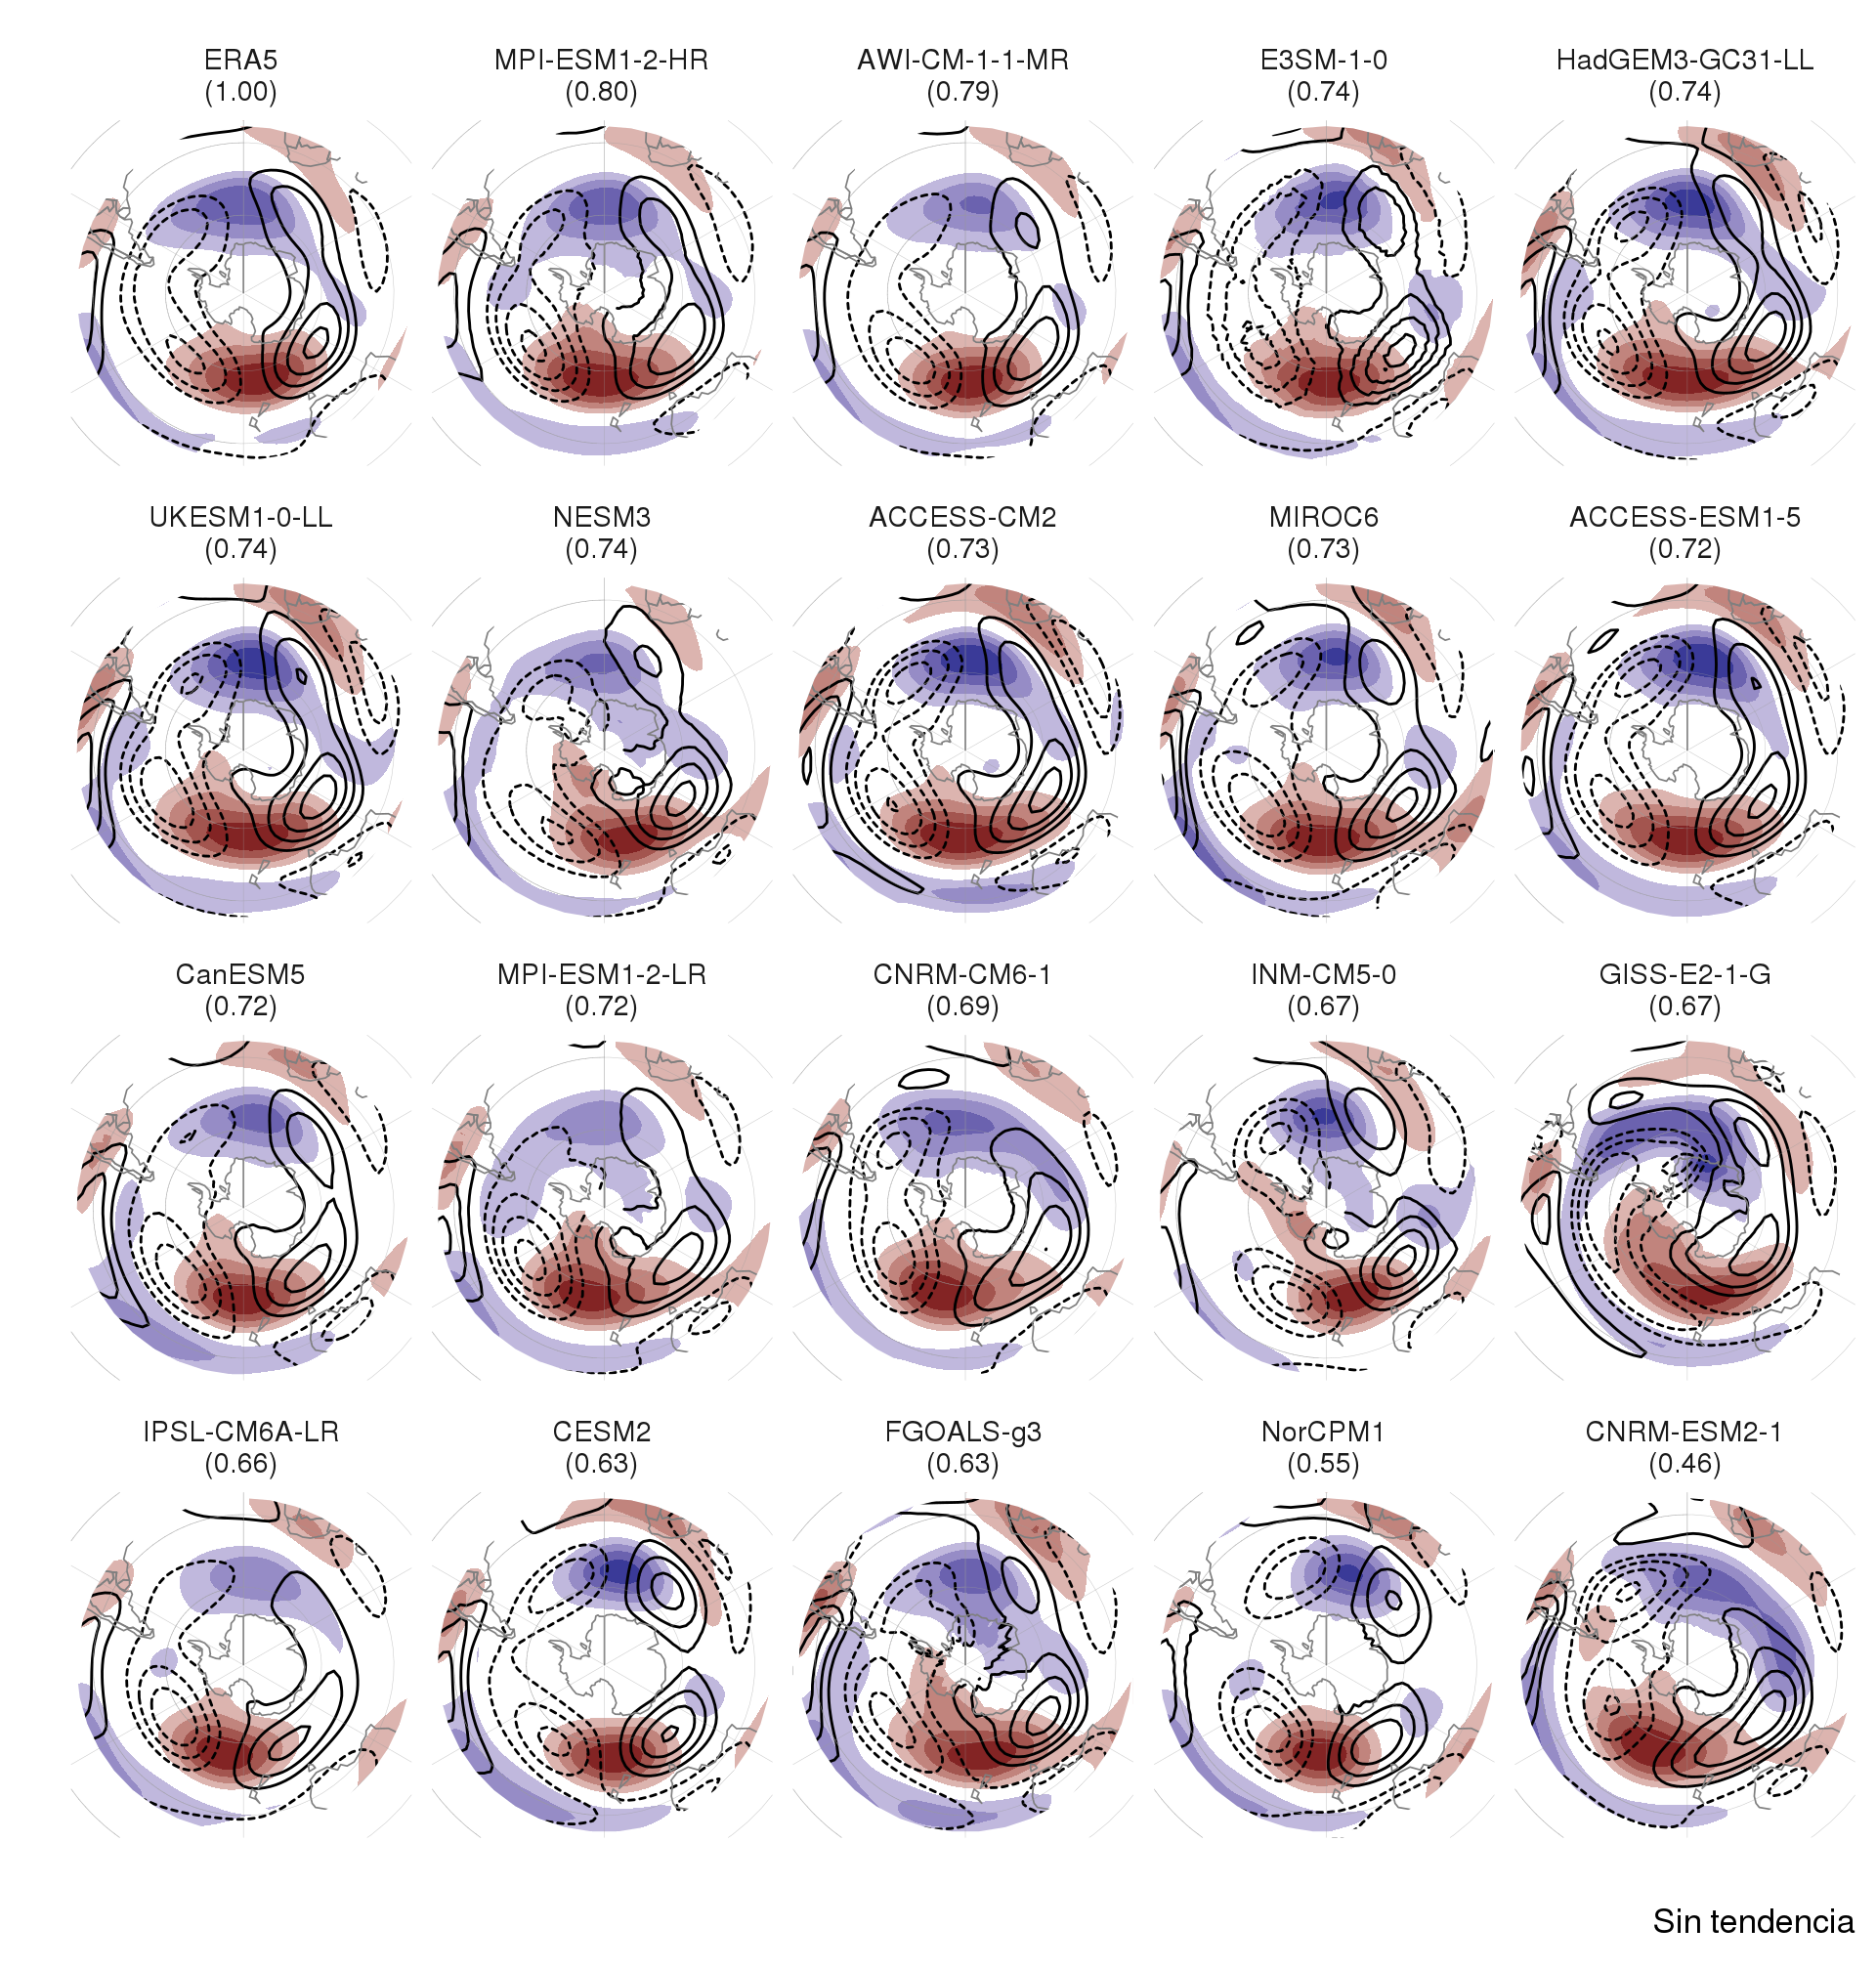 ERA5
(1.00)
MPI-ESM1-2-HR
(0.80)
AWI-CM-1-1-MR
(0.79)
E3SM-1-0
(0.74)
HadGEM3-GC31-LL
(0.74)
UKESM1-0-LL
(0.74)
NESM3
(0.74)
ACCESS-CM2
(0.73)
MIROC6
(0.73)
ACCESS-ESM1-5
(0.72)
CanESM5
(0.72)
MPI-ESM1-2-LR
(0.72)
CNRM-CM6-1
(0.69)
INM-CM5-0
(0.67)
GISS-E2-1-G
(0.67)
IPSL-CM6A-LR
(0.66)
CESM2
(0.63)
FGOALS-g3
(0.63)
NorCPM1
(0.55)
CNRM-ESM2-1
(0.46)
Sin tendencia